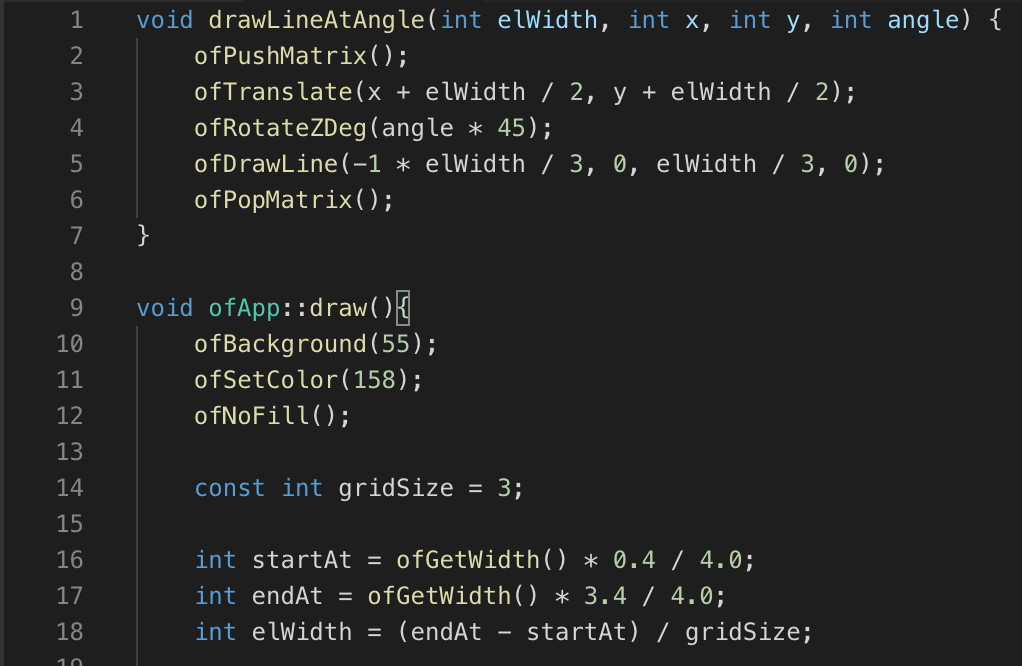 1 void drawLineAtAngle(int elWidth, int x, int y, int angle) {
2     ofPushMatrix();
3     ofTranslate(x + elWidth / 2, y + elWidth / 2);
4     ofRotateZDeg(angle * 45);
5     ofDrawLine(-1 * elWidth / 3, 0, elWidth / 3, 0);
6     ofPopMatrix();
7 }
8
9 void ofApp::draw(){
10     ofBackground(55);
11     ofSetColor(158);
12     ofNoFill();
13
14     const int gridSize = 3;
15
16     int startAt = ofGetWidth() * 0.4 / 4.0;
17     int endAt = ofGetWidth() * 3.4 / 4.0;
18     int elWidth = (endAt - startAt) / gridSize;
19